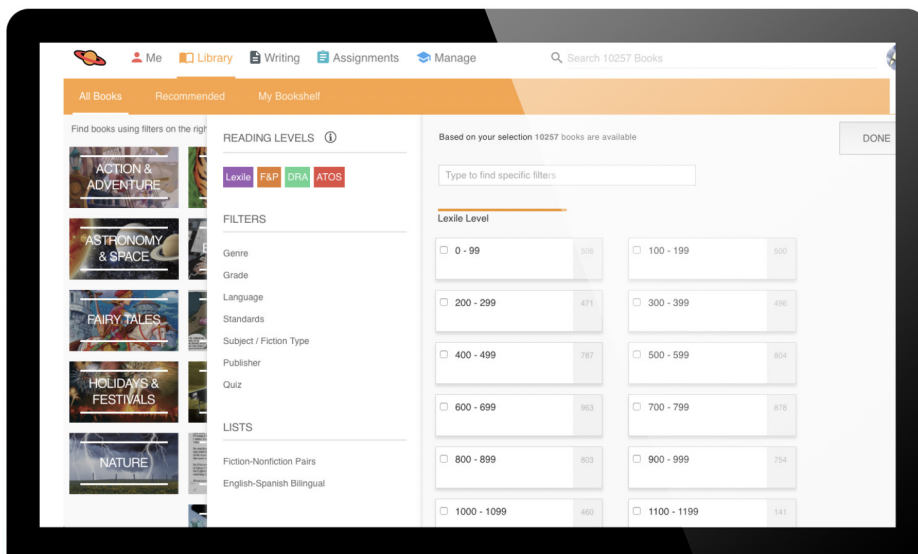 Me
Library
Writing
Assignments
Manage
Search 10257 Books
All Books
Recommended
My Bookshelf
Find books using filters on the righ
ACTION &
ADVENTURE
ASTRONOMY
& SPACE
FAIRY TALES
HOLIDAYS &
FESTIVALS
NATURE
READING LEVELS
Lexile F&P DRA ATOS
FILTERS
Genre
Grade
Language
Standards
Subject / Fiction Type
Publisher
Quiz
LISTS
Fiction-Nonfiction Pairs
English-Spanish Bilingual
Based on your selection 10257 books are available
DONE
Type to find specific filters
Lexile Level
0 - 99
100 - 199
200 - 299 471
300 - 399
400 - 499 787
500 - 599
600 - 699 963
700 - 799
800 - 899
900 - 999 754
1000 - 1099 460
1100 - 1199 141